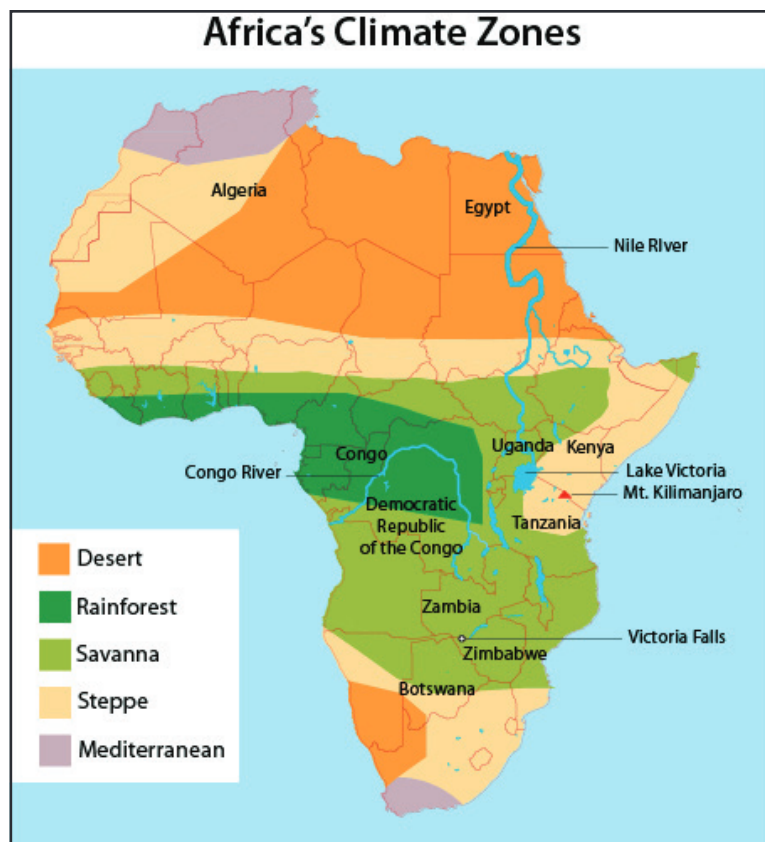 Africa's Climate Zones
Algeria
Egypt
Nile RIver
Uganda
Kenya
Congo
Congo River
Lake Victoria
Mt. Kilimanjaro
Democratic
Republic
of the Congo
Tanzania
Desert
Rainforest
Savanna
Steppe
Mediterranean
Zambia
Victoria Falls
Zimbabwe
Botswana